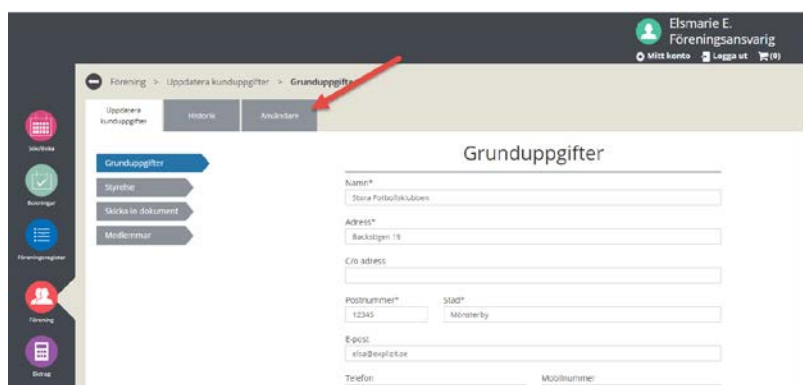 Elsmarie E.
Föreningsansvarig
Mitt konto Logga ut (0)
Förening > Uppdatera kunduppgifter > Grunduppgifter
Uppdatera
kunduppgifter
Historik
Användare
Sök/Boka
Bokningar
Föreningsregister
Förening
Bidrag
Grunduppgifter
Styrelse
Skicka in dokument
Medlemmar
Grunduppgifter
Namn*
Stora Fotbollsklubben
Adress*
Backstigen 19
C/o adress
Postnummer* Stad*
12345 Mönsterby
E-post
elsa@explizit.se
Telefon Mobilnummer